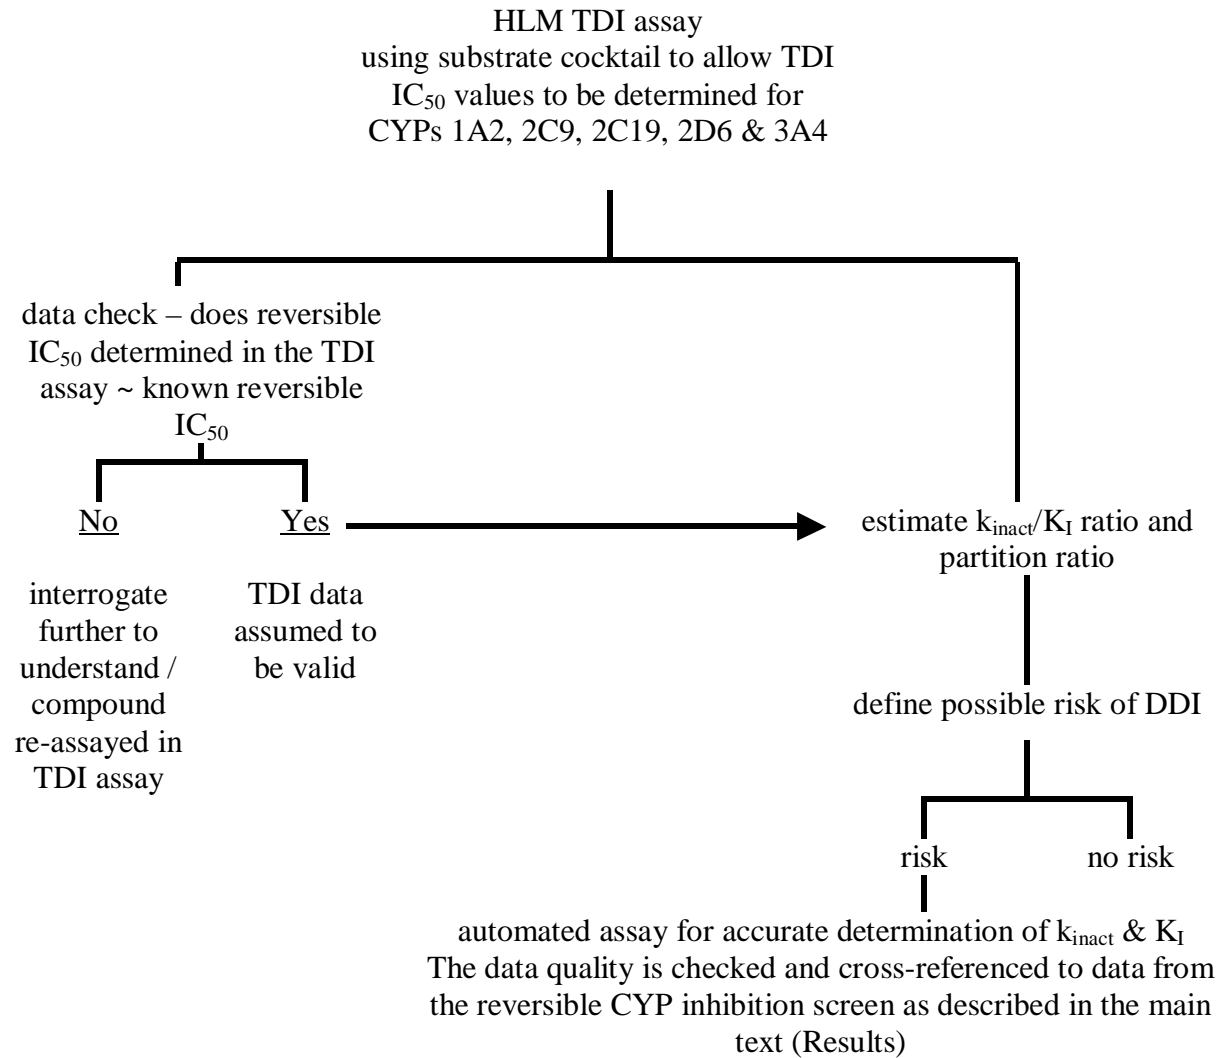 HLM TDI assay
using substrate cocktail to allow TDI
IC50 values to be determined for
CYPs 1A2, 2C9, 2C19, 2D6 & 3A4
data check – does reversible
IC50 determined in the TDI
assay ~ known reversible
IC50
No
Yes
interrogate
further to
understand /
compound
re-assayed in
TDI assay
TDI data
assumed to
be valid
estimate kinact/KI ratio and
partition ratio
define possible risk of DDI
risk
no risk
automated assay for accurate determination of kinact & KI
The data quality is checked and cross-referenced to data from
the reversible CYP inhibition screen as described in the main
text (Results)